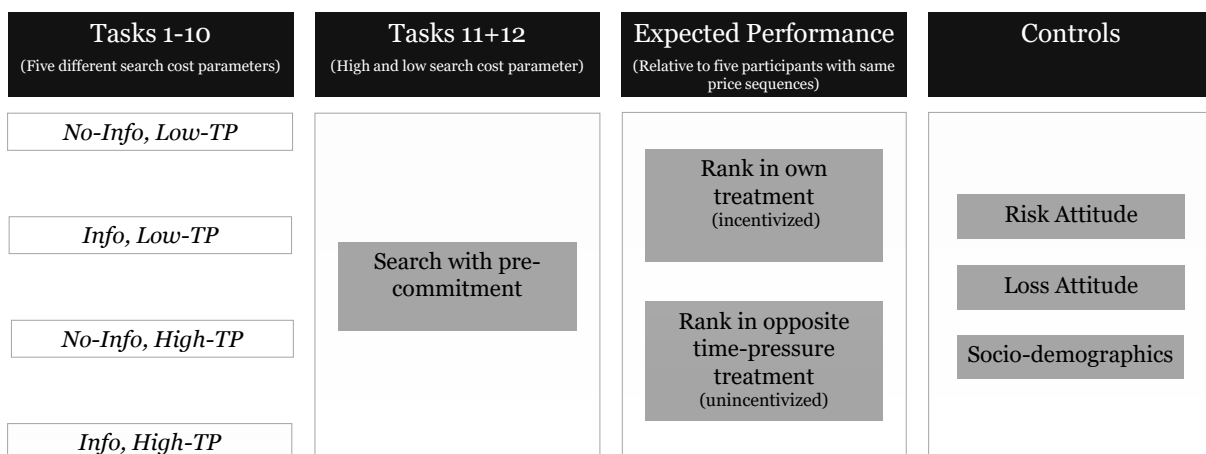 Tasks 1-10
(Five different search cost parameters)
No-Info, Low-TP
Info, Low-TP
No-Info, High-TP
Info, High-TP
Tasks 11+12
(High and low search cost parameter)
Search with pre-
commitment
Expected Performance
(Relative to five participants with same
price sequences)
Rank in own
treatment
(incentivized)
Rank in opposite
time-pressure
treatment
(unincentivized)
Controls
Risk Attitude
Loss Attitude
Socio-demographics